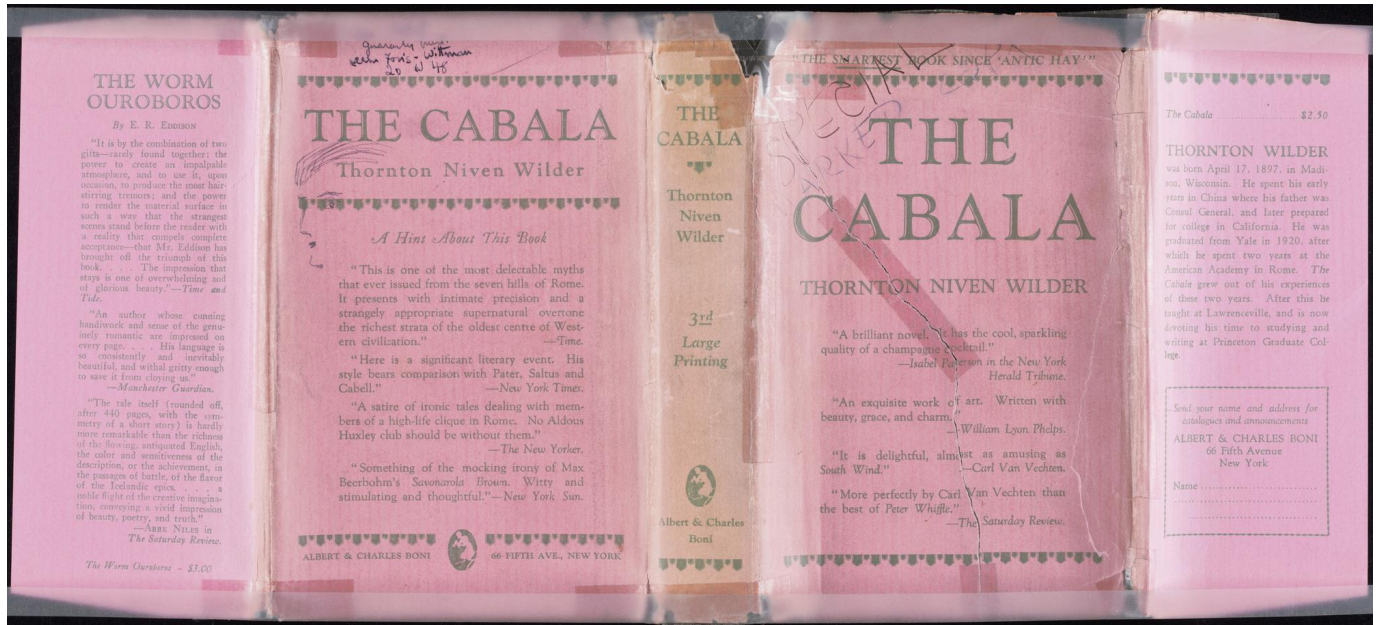 THE WORM
OUROBOROS
By E. R. EDDISON
"It is by the combination of two
gifts—rarely found together: the
power to create an impalpable
atmosphere, and to use it, upon
occasion, to produce the most hair-
stirring tremors; and the power
to render the material surface in
such a way that the strangest
scenes stand before the reader with
a reality that compels complete
acceptance—that Mr. Eddison has
brought off the triumph of this
book. . . . The impression that
stays is one of overwhelming and
of glorious beauty."—Time and
Tide.
"An author whose cunning
handiwork and sense of the genu-
inely romantic are impressed on
every page. . . . His language is
so consistently and inevitably
beautiful, and withal gritty enough
to save it from cloying us."
—Manchester Guardian.
"The tale itself (rounded off,
after 440 pages, with the sym-
metry of a short story) is hardly
more remarkable than the richness
of the flowing, antiquated English,
the color and sensitiveness of the
description, or the achievement, in
the passages of battle, of the flavor
of the Icelandic epics. . . . a
noble flight of the creative imagina-
tion, conveying a vivid impression
of beauty, poetry, and truth."
—ABBE NILES in
The Saturday Review.
The Worm Ouroboros - $3.00
THE CABALA
Thornton Niven Wilder
A Hint About This Book
"This is one of the most delectable myths
that ever issued from the seven hills of Rome.
It presents with intimate precision and a
strangely appropriate supernatural overtone
the richest strata of the oldest centre of West-
ern civilization." —Time.
"Here is a significant literary event. His
style bears comparison with Pater, Saltus and
Cabell." —New York Times.
"A satire of ironic tales dealing with mem-
bers of a high-life clique in Rome. No Aldous
Huxley club should be without them."
—The New Yorker.
"Something of the mocking irony of Max
Beerbohm's Savonarola Brown. Witty and
stimulating and thoughtful."—New York Sun.
ALBERT & CHARLES BONI 66 FIFTH AVE., NEW YORK
THE
CABALA
Thornton
Niven
Wilder
3rd
Large
Printing
Albert & Charles
Boni
"THE SMARTEST BOOK SINCE 'ANTIC HAY'"
SPECIAL
THE
CABALA
THORNTON NIVEN WILDER
"A brilliant novel. It has the cool, sparkling
quality of a champagne cocktail."
—Isabel Paterson in the New York
Herald Tribune.
"An exquisite work of art. Written with
beauty, grace, and charm."
—William Lyon Phelps.
"It is delightful, almost as amusing as
South Wind." —Carl Van Vechten.
"More perfectly by Carl Van Vechten than
the best of Peter Whiffle."
—The Saturday Review.
The Cabala $2.50
THORNTON WILDER
was born April 17, 1897, in Madi-
son, Wisconsin. He spent his early
years in China where his father was
Consul General, and later prepared
for college in California. He was
graduated from Yale in 1920, after
which he spent two years at the
American Academy in Rome. The
Cabala grew out of his experiences
of these two years. After this he
taught at Lawrenceville, and is now
devoting his time to studying and
writing at Princeton Graduate Col-
lege.
Send your name and address for
catalogues and announcements
ALBERT & CHARLES BONI
66 Fifth Avenue
New York
Name